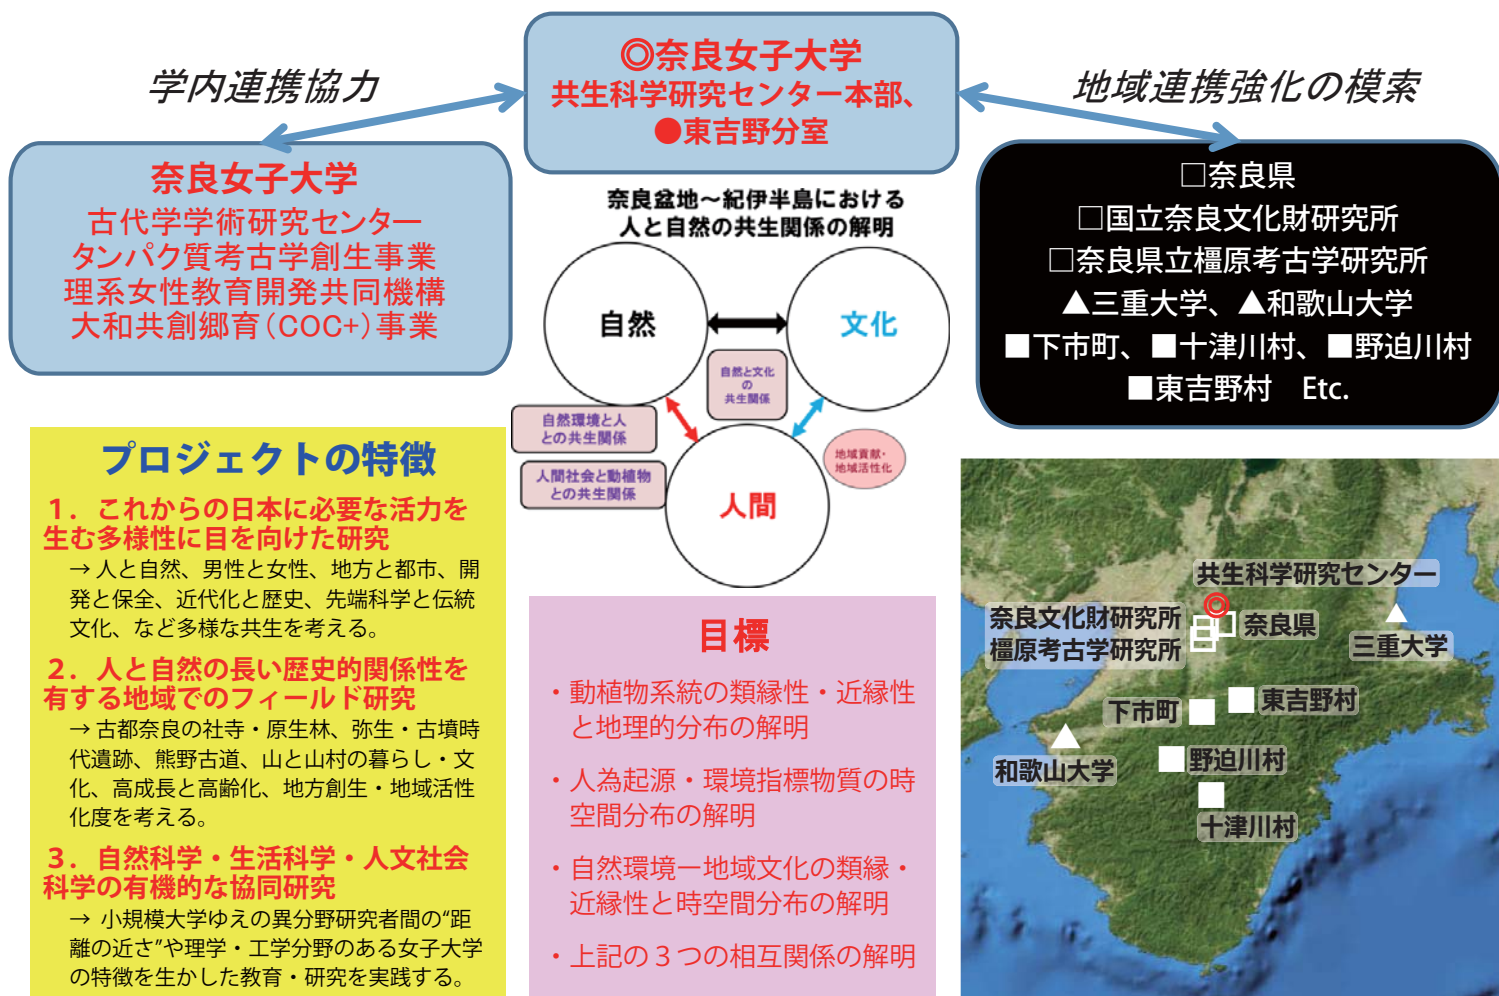 ◎奈良女子大学
共生科学研究センター本部、
●東吉野分室
学内連携協力
地域連携強化の模索
奈良女子大学
古代学学術研究センター
タンパク質考古学創生事業
理系女性教育開発共同機構
大和共創郷育(COC+)事業
□奈良県
□国立奈良文化財研究所
□奈良県立橿原考古学研究所
▲三重大学、▲和歌山大学
■下市町、■十津川村、■野迫川村
■東吉野村　Etc.
奈良盆地～紀伊半島における
人と自然の共生関係の解明
自然
文化
自然と文化
の
共生関係
自然環境と人
との共生関係
人間社会と動植物
との共生関係
地域貢献・
地域活性化
人間
プロジェクトの特徴
１．これからの日本に必要な活力を
生む多様性に目を向けた研究
→ 人と自然、男性と女性、地方と都市、開
発と保全、近代化と歴史、先端科学と伝統
文化、など多様な共生を考える。
２．人と自然の長い歴史的関係性を
有する地域でのフィールド研究
→ 古都奈良の社寺・原生林、弥生・古墳時
代遺跡、熊野古道、山と山村の暮らし・文
化、高成長と高齢化、地方創生・地域活性
化度を考える。
３．自然科学・生活科学・人文社会
科学の有機的な協同研究
→ 小規模大学ゆえの異分野研究者間の“距
離の近さ”や理学・工学分野のある女子大学
の特徴を生かした教育・研究を実践する。
目標
・動植物系統の類縁性・近縁性
と地理的分布の解明
・人為起源・環境指標物質の時
空間分布の解明
・自然環境ー地域文化の類縁・
近縁性と時空間分布の解明
・上記の３つの相互関係の解明
共生科学研究センター
◎
奈良文化財研究所
奈良県
橿原考古学研究所
三重大学
下市町
東吉野村
和歌山大学
野迫川村
十津川村